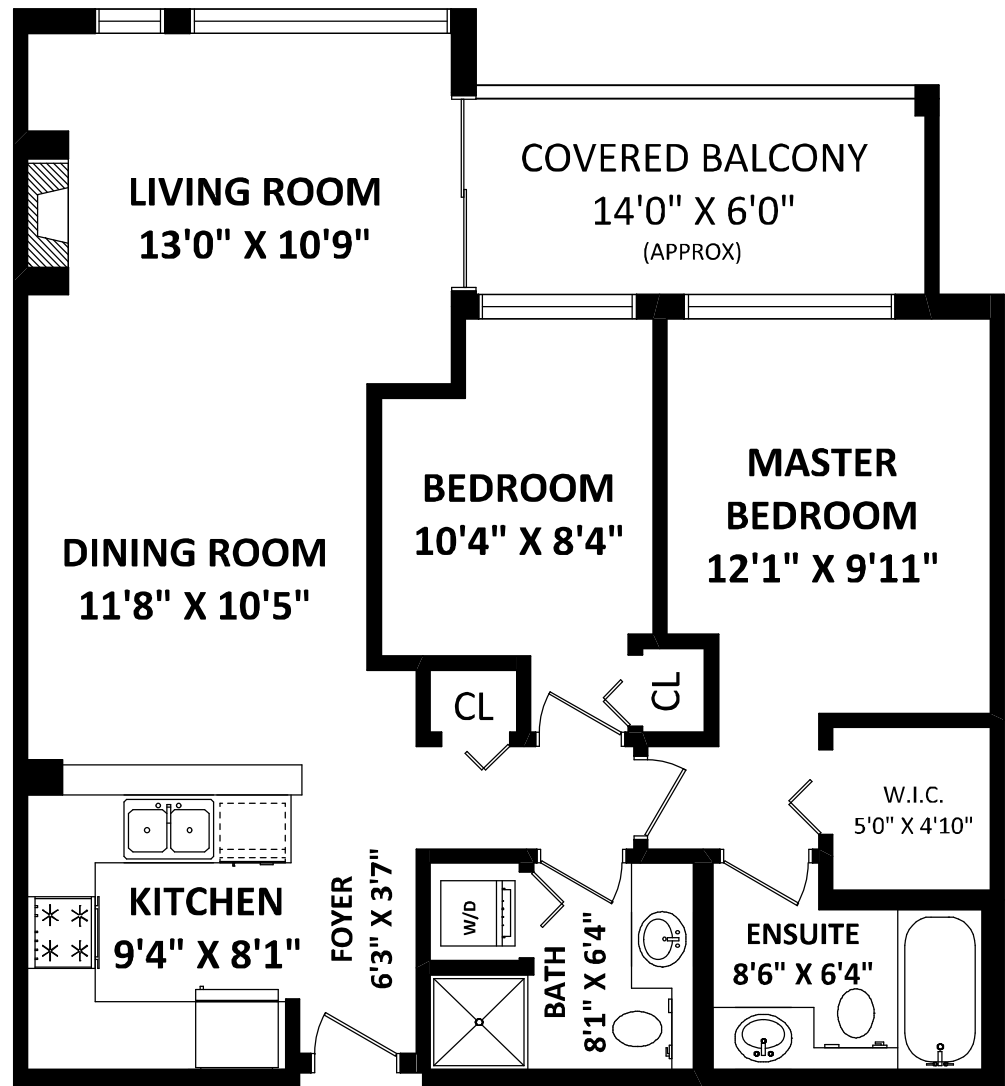 COVERED BALCONY
14'0" X 6'0"
(APPROX)
LIVING ROOM
13'0" X 10'9"
MASTER
BEDROOM
12'1" X 9'11"
BEDROOM
10'4" X 8'4"
DINING ROOM
11'8" X 10'5"
CL
CL
W.I.C.
5'0" X 4'10"
KITCHEN
9'4" X 8'1"
FOYER
6'3" X 3'7"
W/D
BATH
8'1" X 6'4"
ENSUITE
8'6" X 6'4"